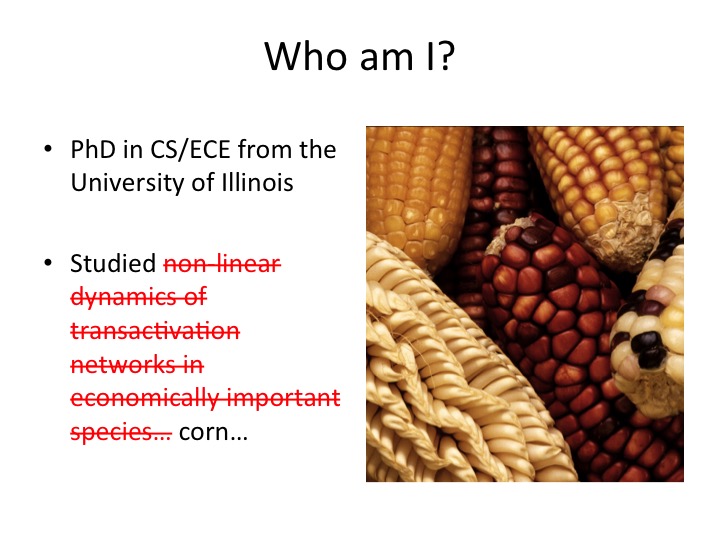 Who am I?
• PhD in CS/ECE from the
University of Illinois
• Studied non-linear
dynamics of
transactivation
networks in
economically important
species... corn...